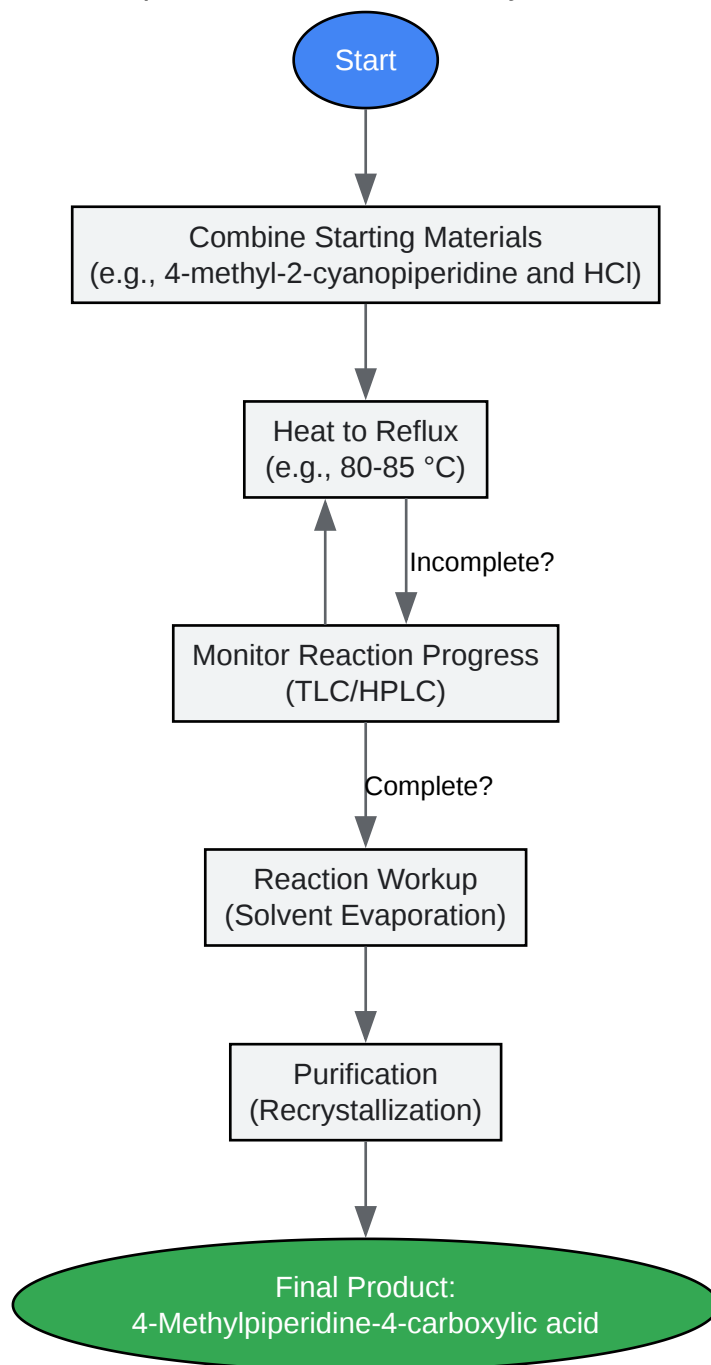 Start
Combine Starting Materials
(e.g., 4-methyl-2-cyanopiperidine and HCl)
Heat to Reflux
(e.g., 80-85 °C)
Incomplete?
Monitor Reaction Progress
(TLC/HPLC)
Complete?
Reaction Workup
(Solvent Evaporation)
Purification
(Recrystallization)
Final Product:
4-Methylpiperidine-4-carboxylic acid